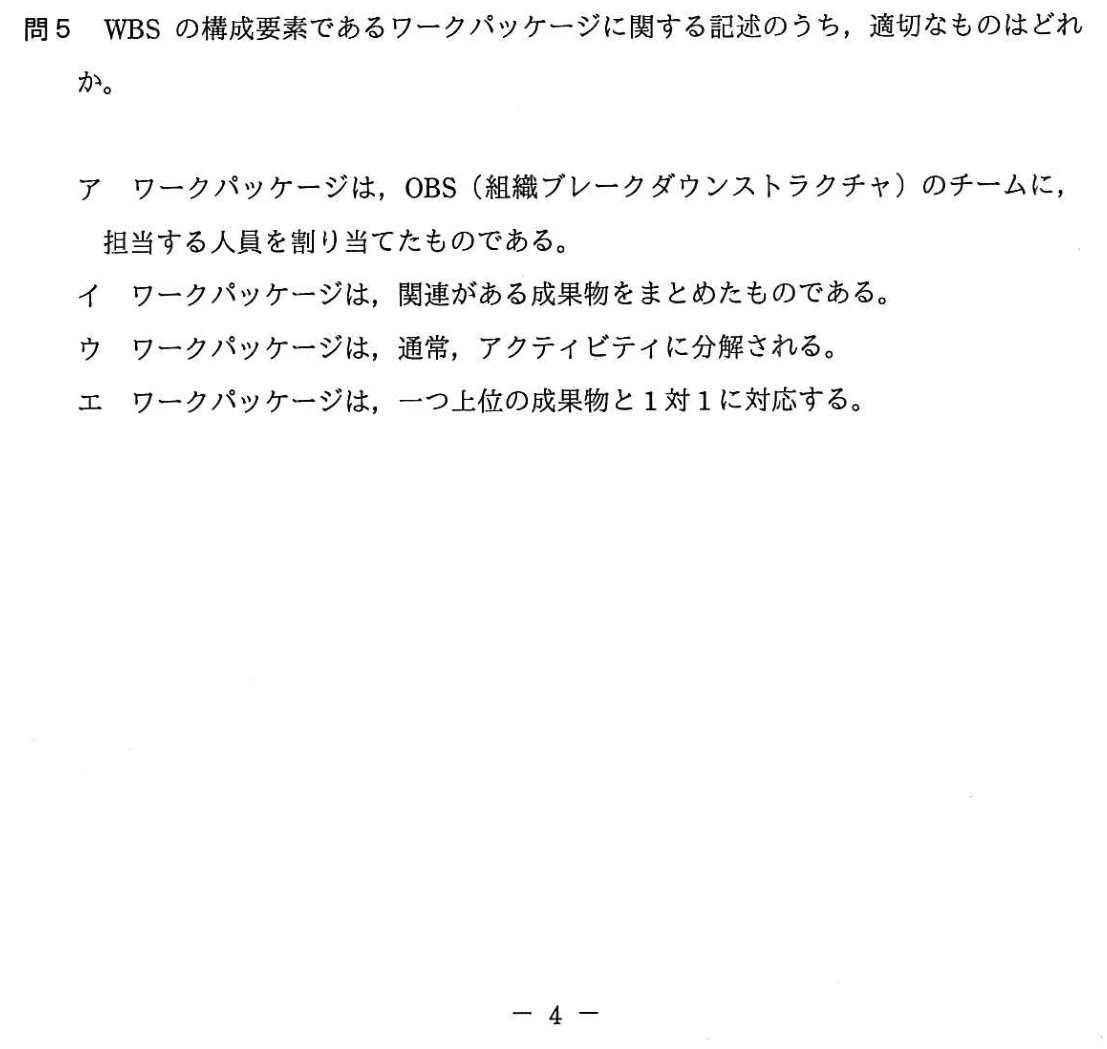 問5 WBS の構成要素であるワークパッケージに関する記述のうち，適切なものはどれ
か。
ア ワークパッケージは，OBS（組織ブレークダウンストラクチャ）のチームに，
担当する人員を割り当てたものである。
イ ワークパッケージは，関連がある成果物をまとめたものである。
ウ ワークパッケージは，通常，アクティビティに分解される。
エ ワークパッケージは，一つ上位の成果物と1対1に対応する。
－ 4 －